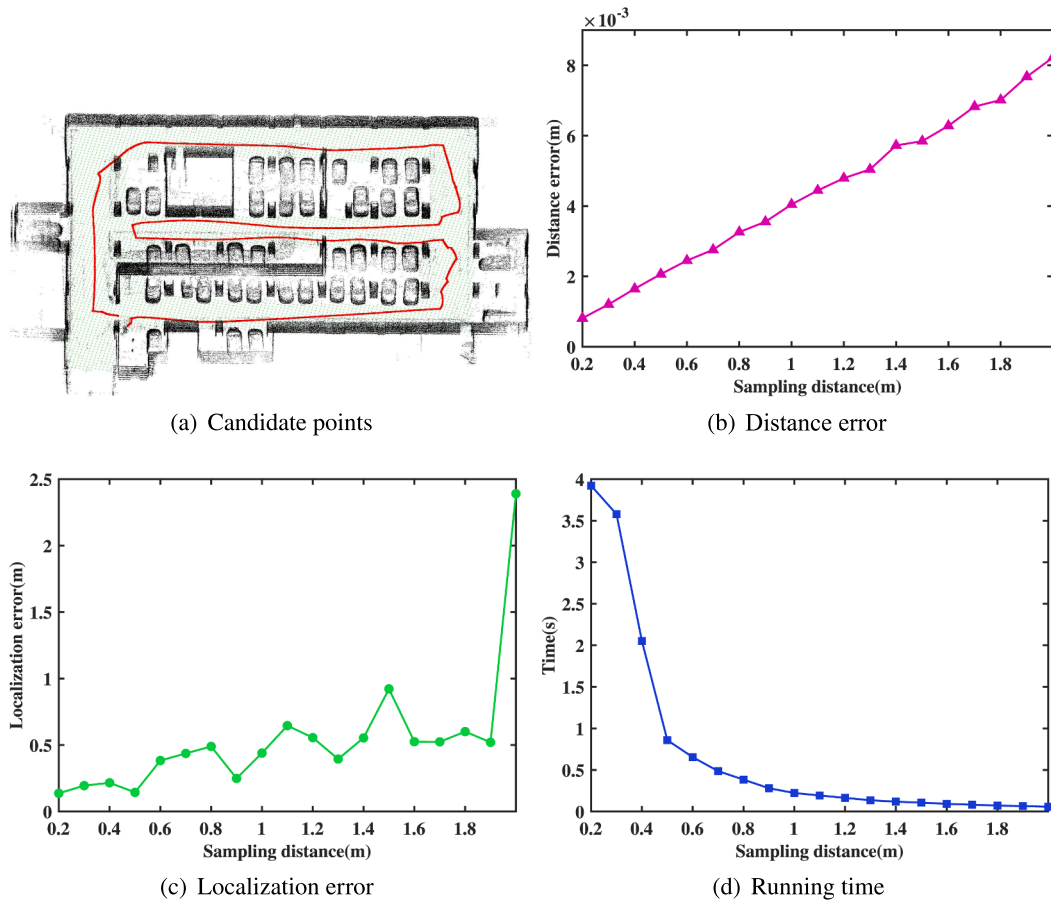 ×10⁻³
8
6
4
2
0
Distance error(m)
0.2 0.4 0.6 0.8 1 1.2 1.4 1.6 1.8
Sampling distance(m)
(a) Candidate points
(b) Distance error
2.5
2
1.5
1
0.5
0
Localization error(m)
0.2 0.4 0.6 0.8 1 1.2 1.4 1.6 1.8
Sampling distance(m)
(c) Localization error
4
3.5
3
2.5
2
1.5
1
0.5
0
Time(s)
0.2 0.4 0.6 0.8 1 1.2 1.4 1.6 1.8
Sampling distance(m)
(d) Running time